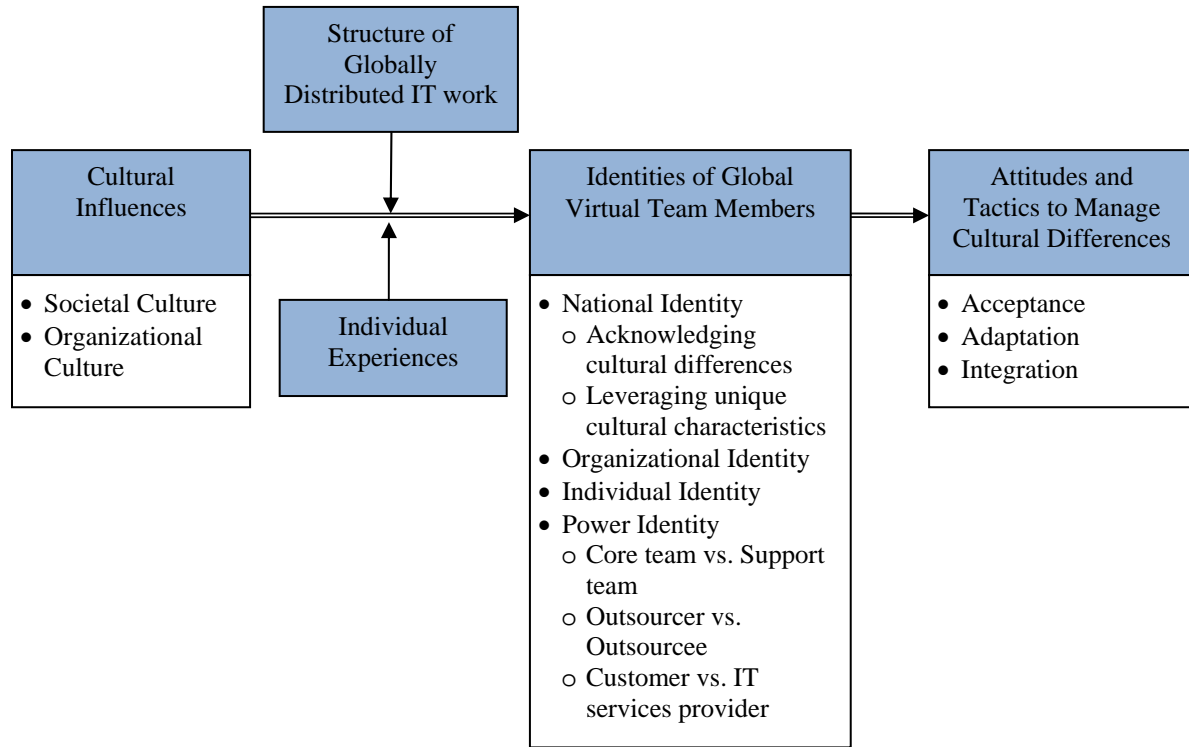 Structure of
Globally
Distributed IT work
Cultural
Influences
• Societal Culture
• Organizational
Culture
Individual
Experiences
Identities of Global
Virtual Team Members
• National Identity
o Acknowledging
cultural differences
o Leveraging unique
cultural characteristics
• Organizational Identity
• Individual Identity
• Power Identity
o Core team vs. Support
team
o Outsourcer vs.
Outsourcee
o Customer vs. IT
services provider
Attitudes and
Tactics to Manage
Cultural Differences
• Acceptance
• Adaptation
• Integration